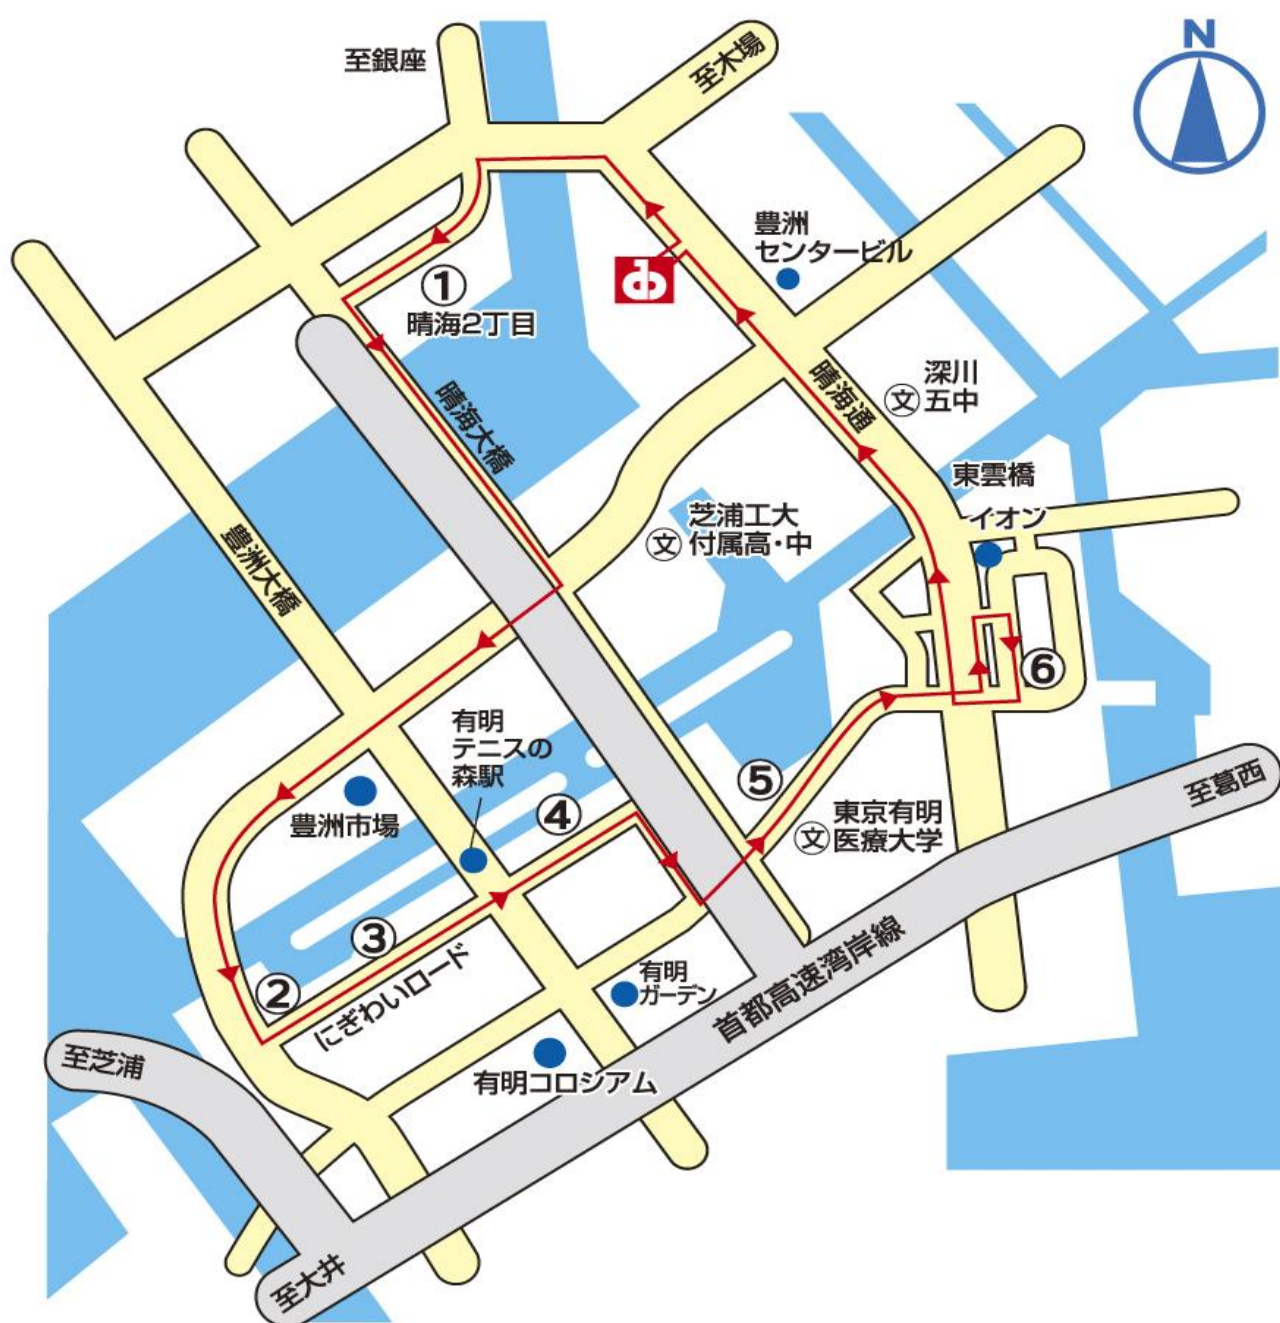 N
至銀座
至木場
豊洲
センタービル
①
晴海2丁目
晴海大橋
晴海通
文
深川
五中
東雲橋
イオン
芝浦工大
文
付属高・中
豊洲大橋
⑥
有明
テニスの
森駅
⑤
④
豊洲市場
東京有明
文
医療大学
至葛西
③
②
にぎわいロード
有明
ガーデン
首都高速湾岸線
至芝浦
有明コロシアム
至大井